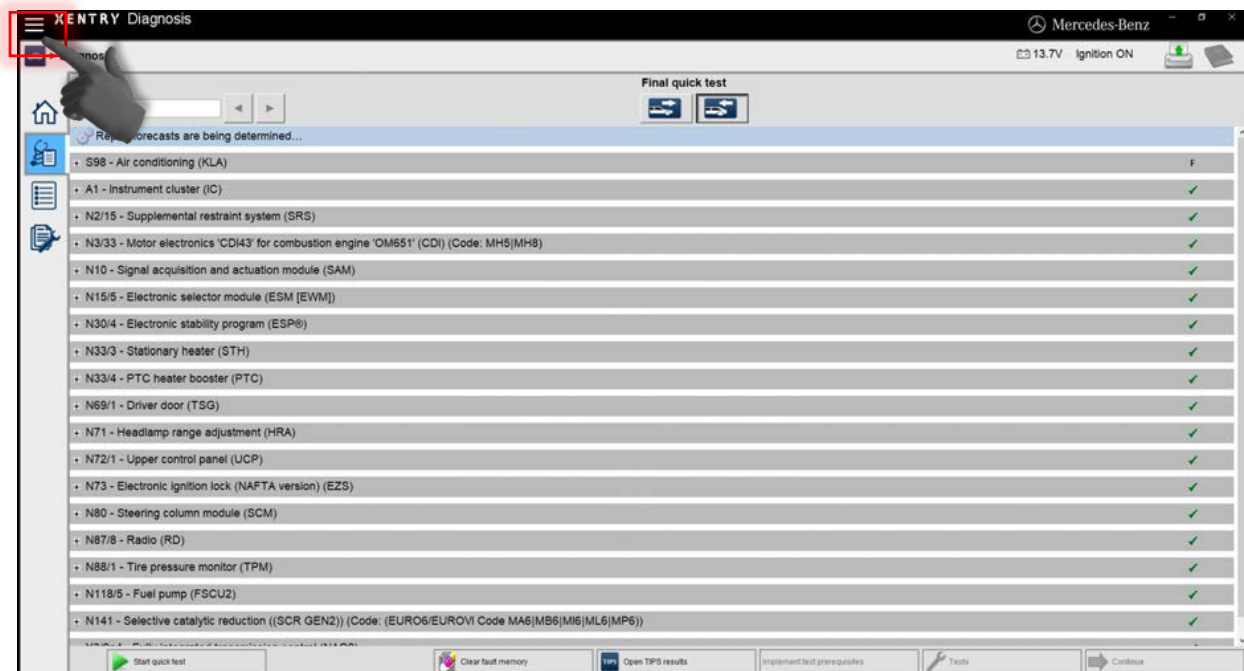 XENTRY Diagnosis
Mercedes-Benz
13.7V Ignition ON
Final quick test
forecasts are being determined...
+ S98 - Air conditioning (KLA) F
+ A1 - Instrument cluster (IC) ✓
+ N2/15 - Supplemental restraint system (SRS) ✓
+ N3/33 - Motor electronics 'CDI43' for combustion engine 'OM651' (CDI) (Code: MH5|MH8) ✓
+ N10 - Signal acquisition and actuation module (SAM) ✓
+ N15/5 - Electronic selector module (ESM [EWM]) ✓
+ N30/4 - Electronic stability program (ESP®) ✓
+ N33/3 - Stationary heater (STH) ✓
+ N33/4 - PTC heater booster (PTC) ✓
+ N69/1 - Driver door (TSG) ✓
+ N71 - Headlamp range adjustment (HRA) ✓
+ N72/1 - Upper control panel (UCP) ✓
+ N73 - Electronic ignition lock (NAFTA version) (EZS) ✓
+ N80 - Steering column module (SCM) ✓
+ N87/8 - Radio (RD) ✓
+ N88/1 - Tire pressure monitor (TPM) ✓
+ N118/5 - Fuel pump (FSCU2) ✓
+ N141 - Selective catalytic reduction ((SCR GEN2)) (Code: (EURO6/EUROVI Code MA6|MB6|MI6|ML6|MP6)) ✓
Start quick test
Clear fault memory
TIPS Open TIPS results
Implement test prerequisites
Tests
Continue